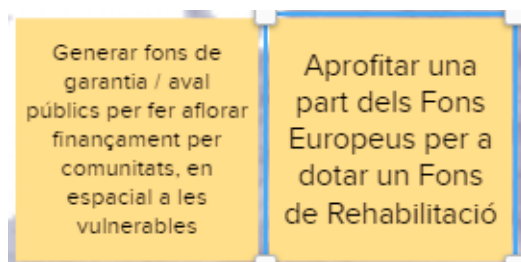 Generar fons de
garantia / aval
públics per fer aflorar
finançament per
comunitats, en
espacial a les
vulnerables
Aprofitar una
part dels Fons
Europeus per a
dotar un Fons
de Rehabilitació